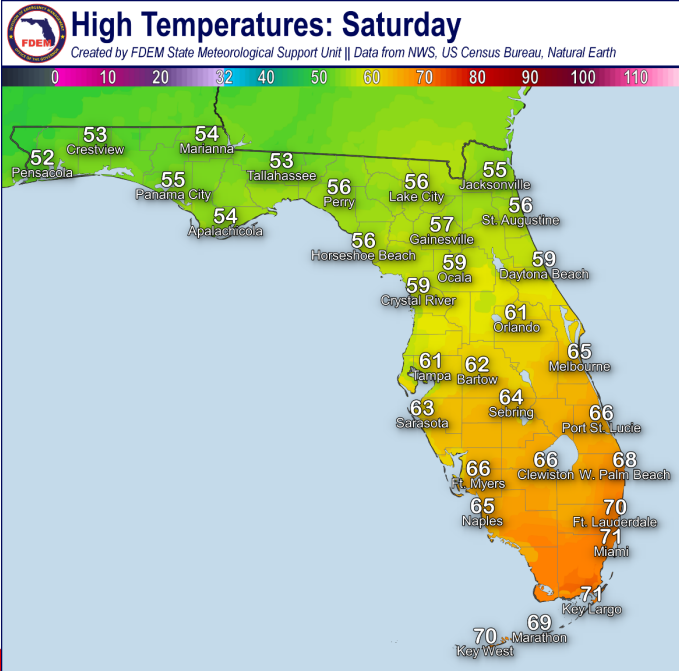 High Temperatures: Saturday
Created by FDEM State Meteorological Support Unit || Data from NWS, US Census Bureau, Natural Earth
FDEM
0 10 20 32 40 50 60 70 80 90 100 110
53
Crestview
54
Marianna
52
Pensacola
53
Tallahassee
55
Panama City
56
Perry
56
Lake City
55
Jacksonville
54
Apalachicola
56
St. Augustine
57
Gainesville
56
Horseshoe Beach
59
Ocala
59
Daytona Beach
59
Crystal River
61
Orlando
61
Tampa
62
Bartow
65
Melbourne
63
Sarasota
64
Sebring
66
Port St. Lucie
66
Ft. Myers
66
Clewiston
68
W. Palm Beach
65
Naples
70
Ft. Lauderdale
71
Miami
71
Key Largo
69
Marathon
70
Key West